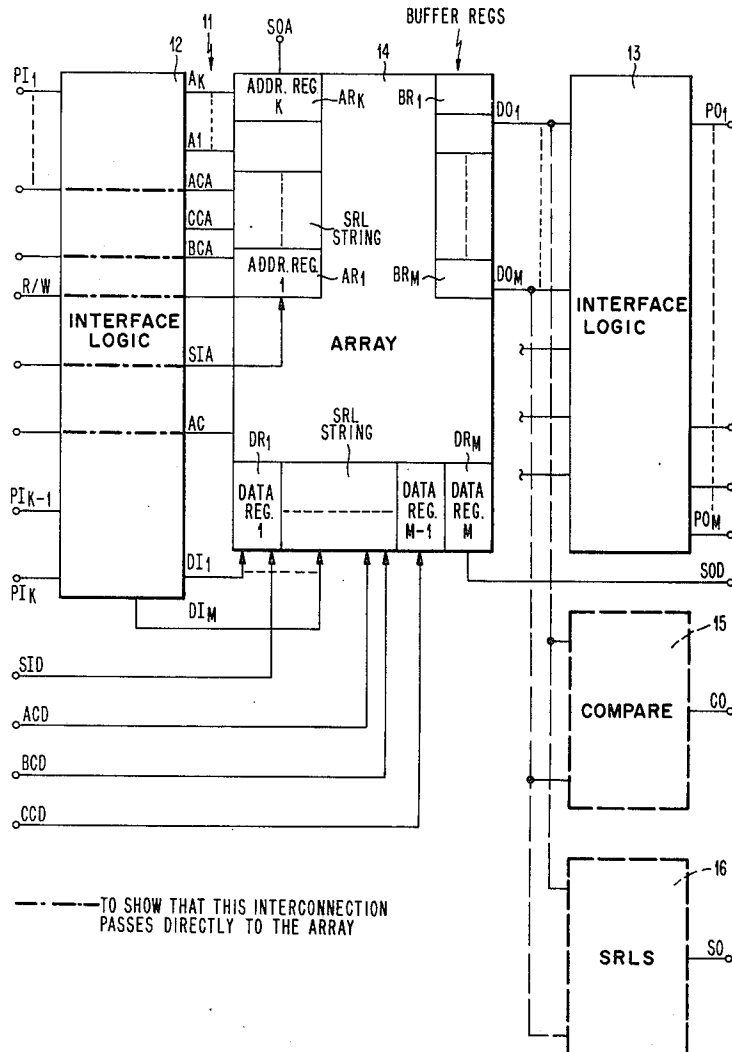 BUFFER REGS
11
SOA
12
14
13
PI1
AK
ADDR. REG. K
ARK
BR1
DO1
PO1
A1
ACA
CCA
SRL STRING
BCA
ADDR. REG. 1
AR1
BRM
DOM
R/W
INTERFACE LOGIC
INTERFACE LOGIC
ARRAY
SIA
AC
SRL STRING
DR1
DRM
PIK-1
DATA REG. 1
DATA REG. M-1
DATA REG. M
POM
DI1
PIK
SOD
DIM
15
SID
ACD
COMPARE
CO
BCD
CCD
16
TO SHOW THAT THIS INTERCONNECTION
PASSES DIRECTLY TO THE ARRAY
SRLS
SO